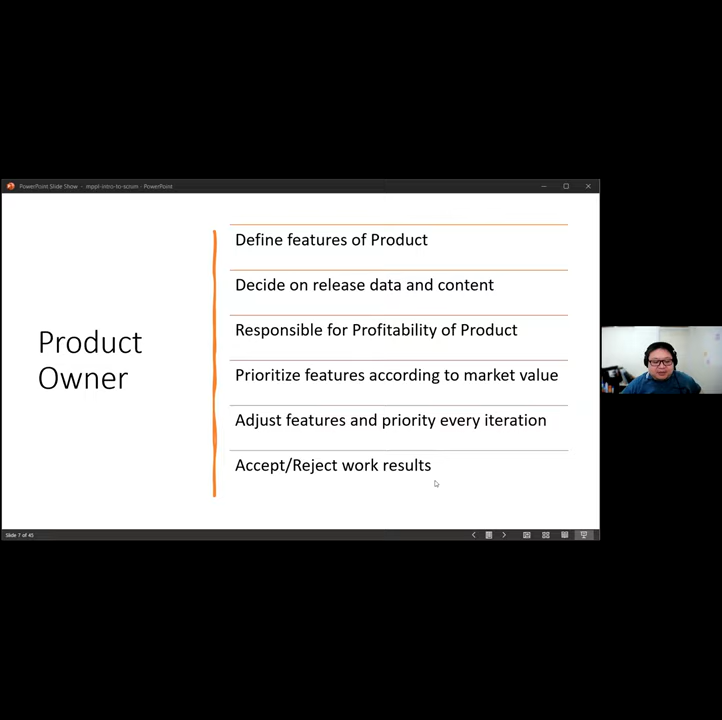 PowerPoint Slide Show - mppl-intro-to-scrum - PowerPoint
Product
Owner
Define features of Product
Decide on release data and content
Responsible for Profitability of Product
Prioritize features according to market value
Adjust features and priority every iteration
Accept/Reject work results
Slide 7 of 45